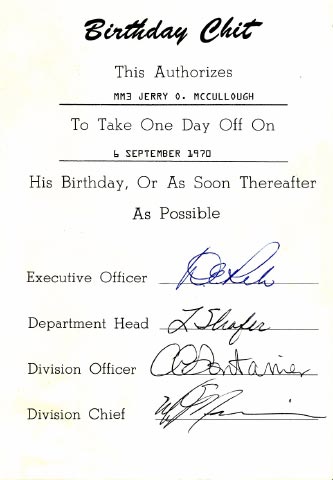 Birthday Chit
This Authorizes
MM3 JERRY O. MCCULLOUGH
To Take One Day Off On
6 SEPTEMBER 1970
His Birthday, Or As Soon Thereafter
As Possible
Executive Officer
Department Head L Shafer
Division Officer
Division Chief